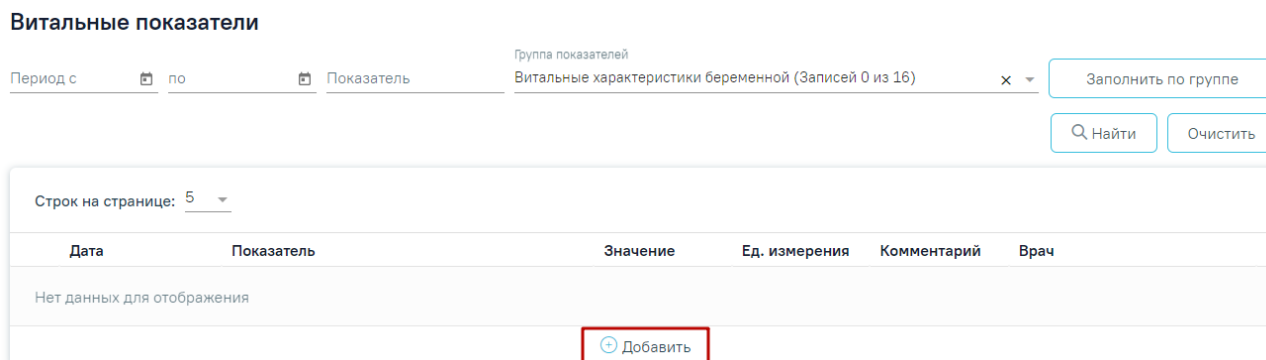 Витальные показатели
Группа показателей
Период с по Показатель Витальные характеристики беременной (Записей 0 из 16) Заполнить по группе
Найти Очистить
Строк на странице: 5
Дата Показатель Значение Ед. измерения Комментарий Врач
Нет данных для отображения
Добавить